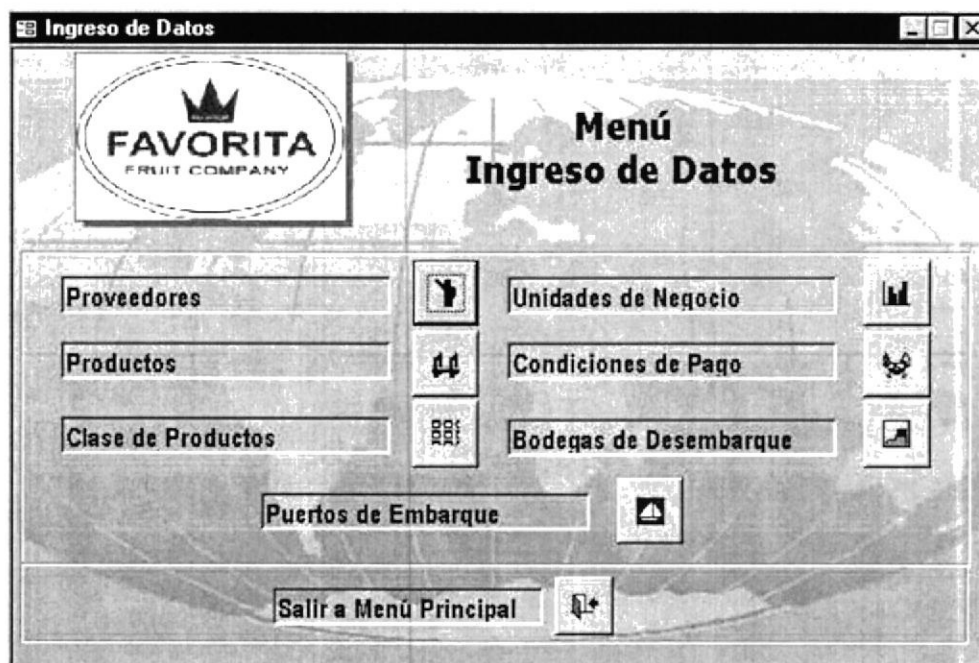 Ingreso de Datos
FAVORITA
FRUIT COMPANY
Menú
Ingreso de Datos
Proveedores
Unidades de Negocio
Productos
Condiciones de Pago
Clase de Productos
Bodegas de Desembarque
Puertos de Embarque
Salir a Menú Principal